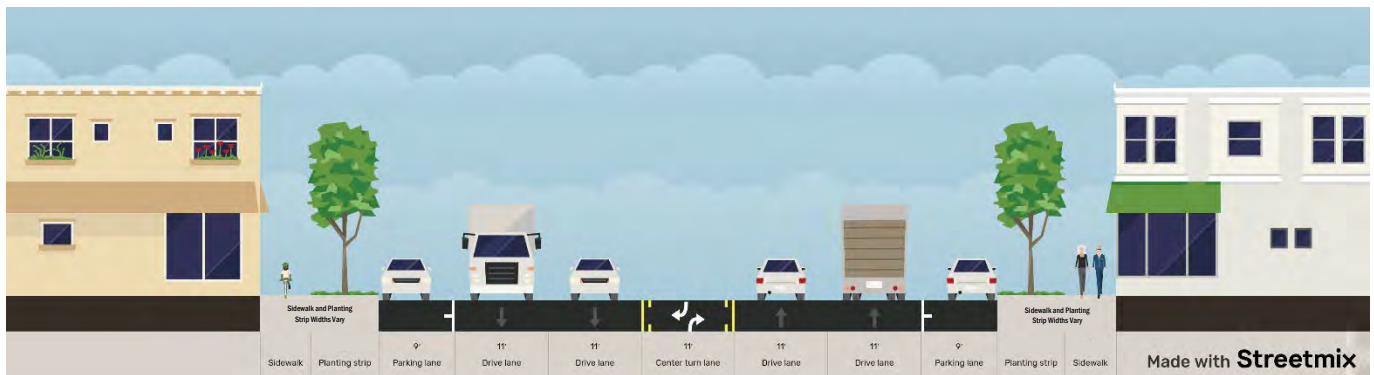 Sidewalk and Planting
Strip Widths Vary
Sidewalk and Planting
Strip Widths Vary
9'
11'
11'
11'
11'
11'
9'
Sidewalk
Planting strip
Parking lane
Drive lane
Drive lane
Center turn lane
Drive lane
Drive lane
Parking lane
Planting strip
Sidewalk
Made with Streetmix